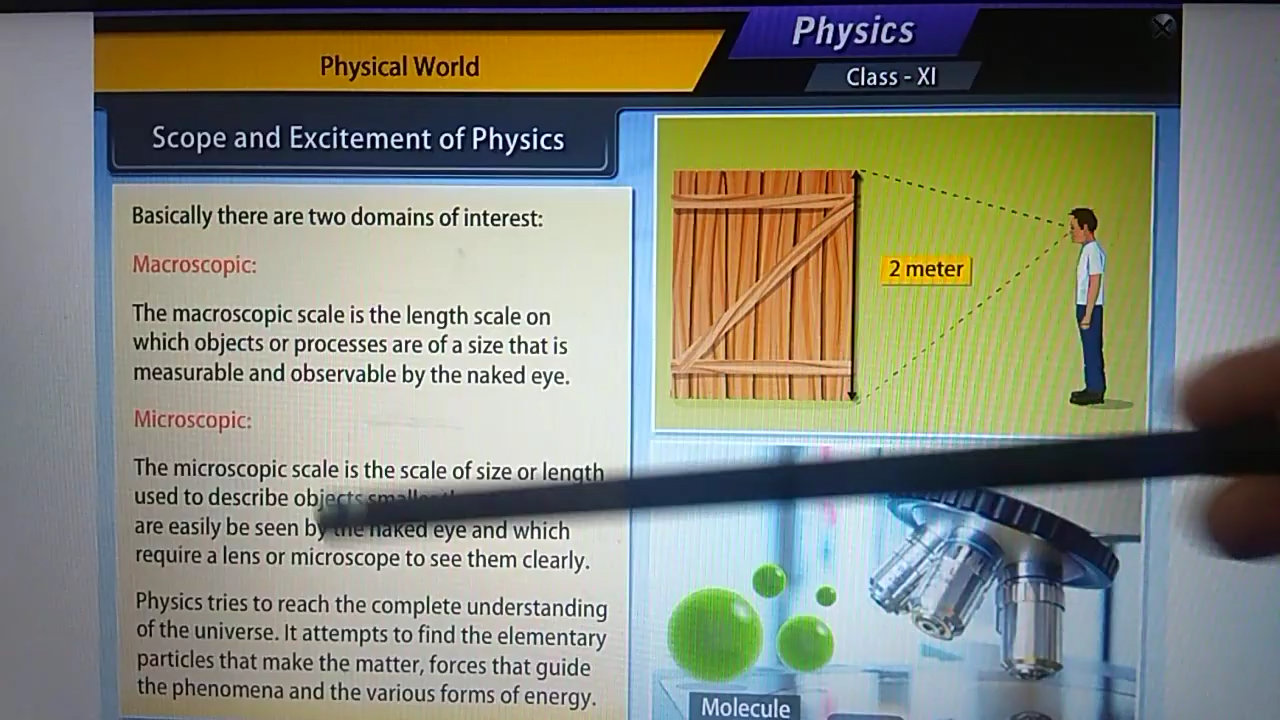 Physics
Physical World
Class - XI
Scope and Excitement of Physics
Basically there are two domains of interest:
Macroscopic:
The macroscopic scale is the length scale on
which objects or processes are of a size that is
measurable and observable by the naked eye.
2 meter
Microscopic:
The microscopic scale is the scale of size or length
used to describe objects
are easily be seen by the naked eye and which
require a lens or microscope to see them clearly.
Physics tries to reach the complete understanding
of the universe. It attempts to find the elementary
particles that make the matter, forces that guide
the phenomena and the various forms of energy.
Molecule